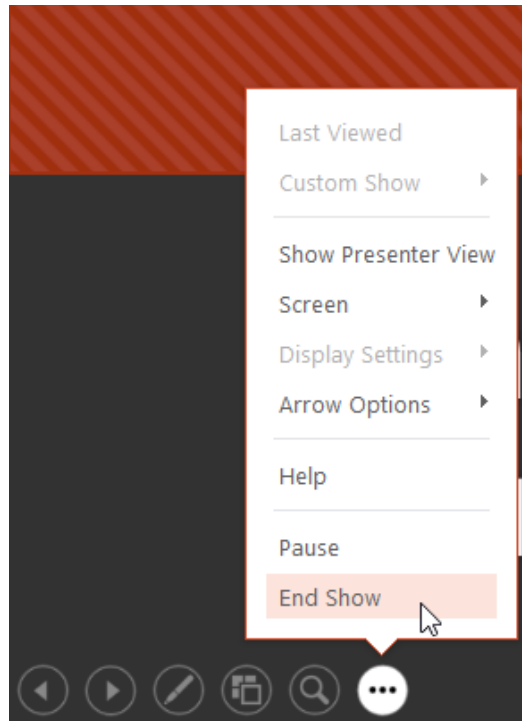 Last Viewed
Custom Show
Show Presenter View
Screen
Display Settings
Arrow Options
Help
Pause
End Show